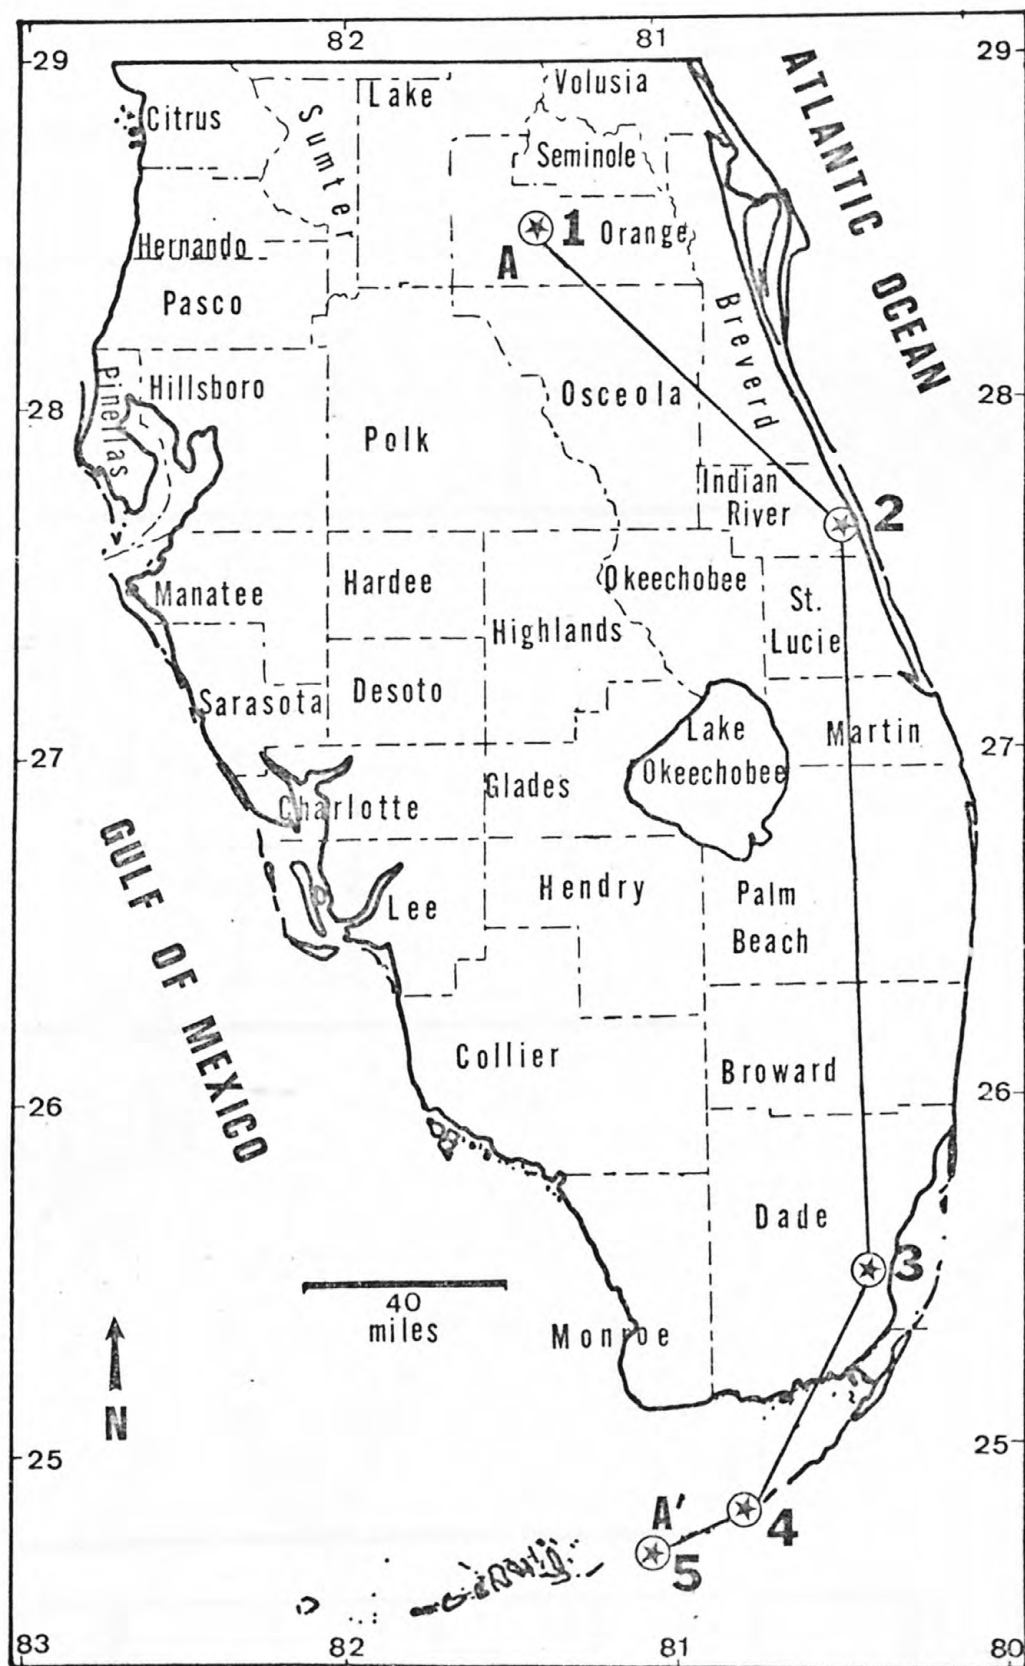 82 81
29 29
Volusia
Lake
Citrus
Sumter
Seminole
ATLANTIC OCEAN
1 Orange
Hernando
A
Pasco
Breverd
Pinellas
Hillsboro
Osceola
28 28
Polk
Indian
River
2
Okeechobee
Hardee
Manatee
St.
Lucie
Highlands
Desoto
Sarasota
Lake
Okeechobee
Martin
27 27
Glades
Charlotte
GULF OF MEXICO
Hendry
Palm
Beach
Lee
Collier
Broward
26 26
Dade
3
40
miles
Monroe
N
25 25
A'
4
5
83 82 81 80